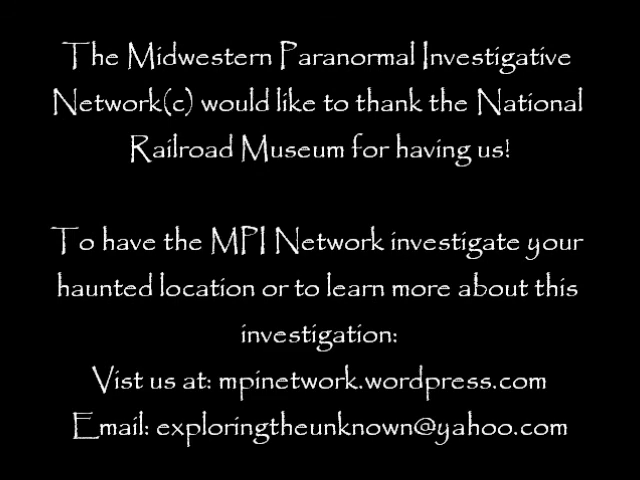 The Midwestern Paranormal Investigative
Network(c) would like to thank the National
Railroad Museum for having us!
To have the MPI Network investigate your
haunted location or to learn more about this
investigation:
Vist us at: mpinetwork.wordpress.com
Email: exploringtheunknown@yahoo.com